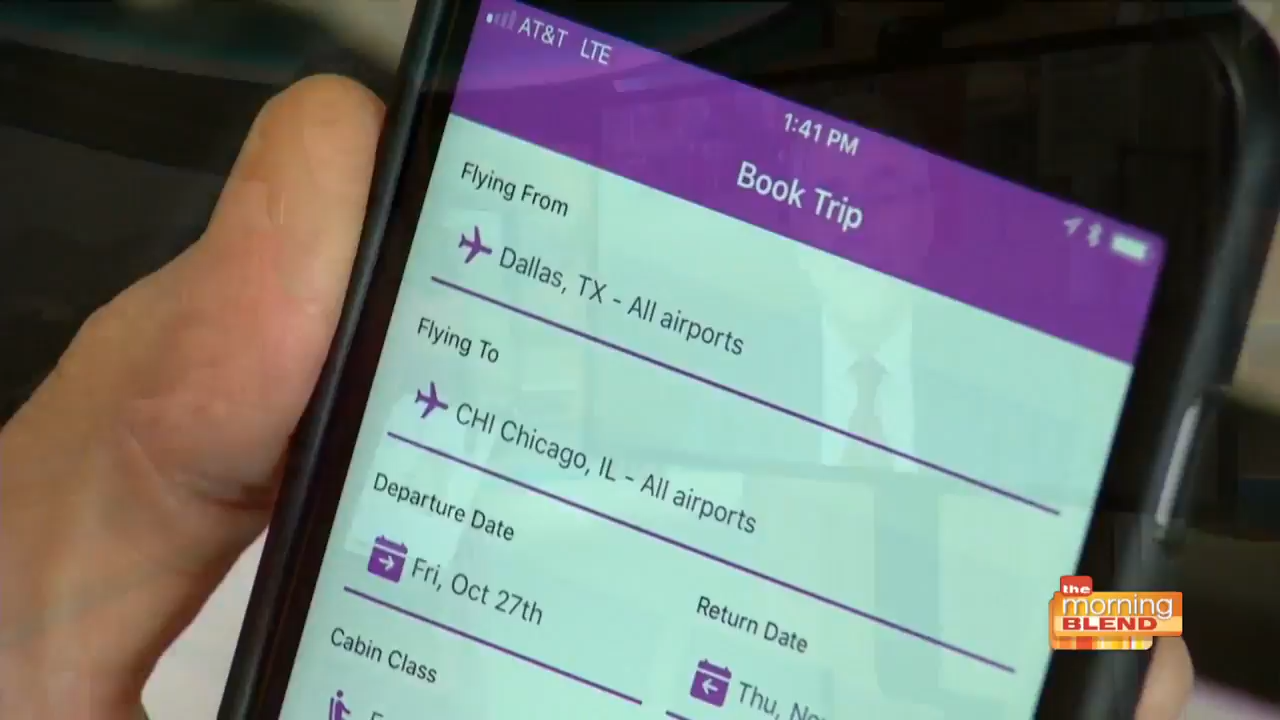 AT&T LTE
1:41 PM
Book Trip
Flying From
Dallas, TX - All airports
Flying To
CHI Chicago, IL - All airports
Departure Date
Fri, Oct 27th
Return Date
Thu,
Cabin Class
the
morning
BLEND